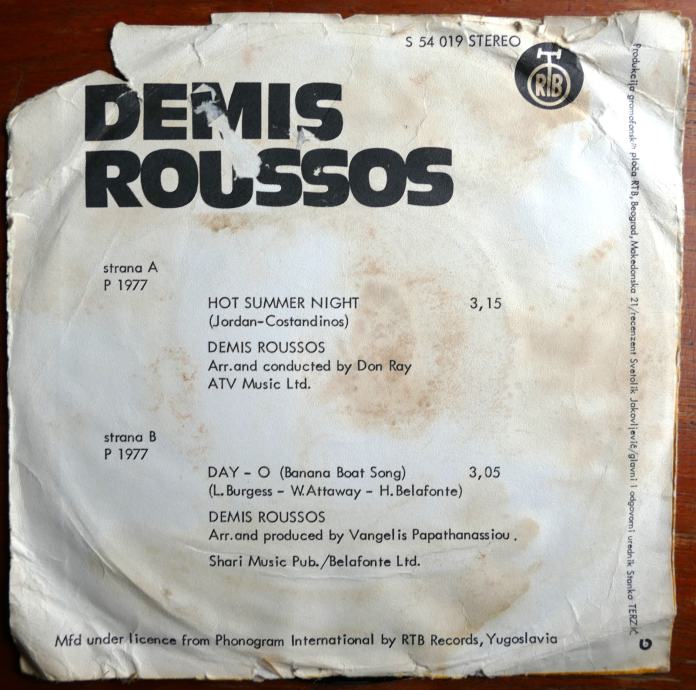 S 54 019 STEREO
RTB
DEMIS
ROUSSOS
strana A
P 1977
HOT SUMMER NIGHT 3,15
(Jordan-Costandinos)
DEMIS ROUSSOS
Arr.and conducted by Don Ray
ATV Music Ltd.
strana B
P 1977
DAY - O (Banana Boat Song) 3,05
(L.Burgess - W.Attaway - H.Belafonte)
DEMIS ROUSSOS
Arr.and produced by Vangelis Papathanassiou.
Shari Music Pub./Belafonte Ltd.
Mfd under licence from Phonogram International by RTB Records, Yugoslavia
Produkcija gramofonskih ploča RTB, Beograd, Makedonska 21/recenzent Svetolik Jakovljević/glavni i odgovorni urednik Stanko TERZIĆ